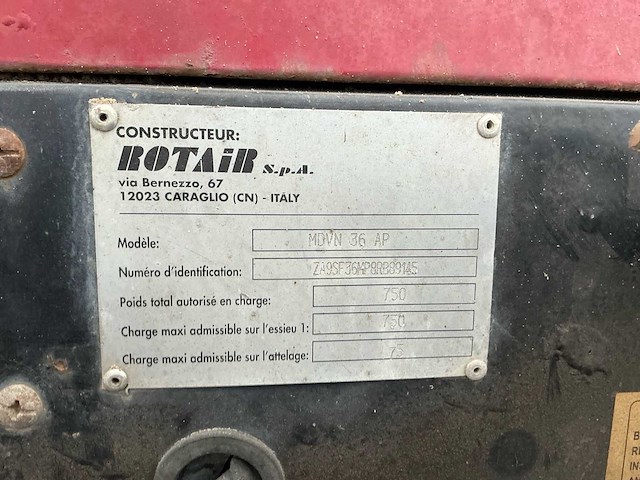 CONSTRUCTEUR:
ROTAiR S.p.A.
via Bernezzo, 67
12023 CARAGLIO (CN) - ITALY
Modèle: MDVN 36 AP
Numéro d'identification:
Poids total autorisé en charge: 750
Charge maxi admissible sur l'essieu 1: 750
Charge maxi admissible sur l'attelage: 75